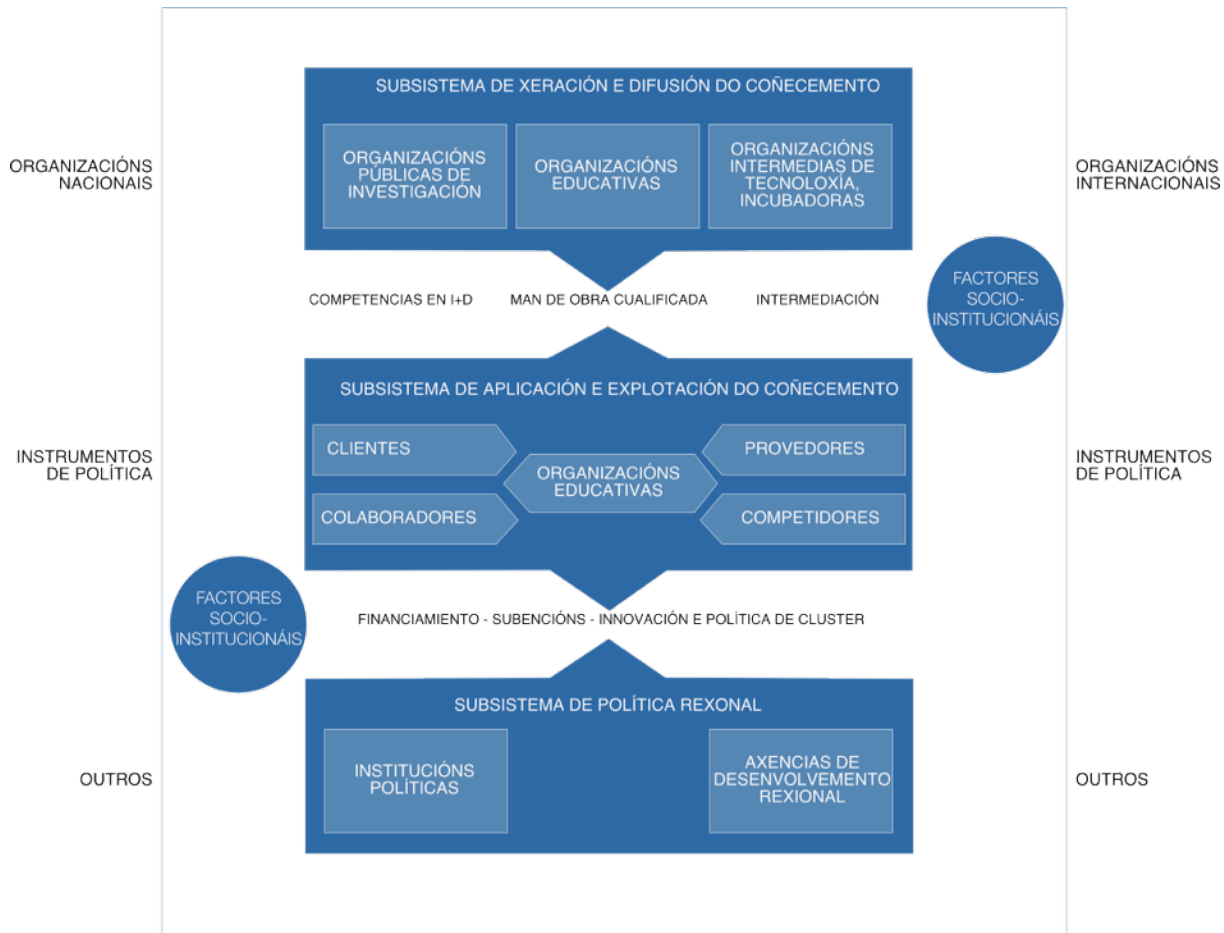 SUBSISTEMA DE XERACIÓN E DIFUSIÓN DO COÑECEMENTO
ORGANIZACIÓNS
NACIONAIS
ORGANIZACIÓNS
PÚBLICAS DE
INVESTIGACIÓN
ORGANIZACIÓNS
EDUCATIVAS
ORGANIZACIÓNS
INTERMEDIAS DE
TECNOLOXÍA,
INCUBADORAS
ORGANIZACIÓNS
INTERNACIONAIS
FACTORES
SOCIO-
INSTITUCIONÁIS
COMPETENCIAS EN I+D
MAN DE OBRA CUALIFICADA
INTERMEDIACIÓN
SUBSISTEMA DE APLICACIÓN E EXPLOTACIÓN DO COÑECEMENTO
INSTRUMENTOS
DE POLÍTICA
CLIENTES
COLABORADORES
ORGANIZACIÓNS
EDUCATIVAS
PROVEDORES
COMPETIDORES
INSTRUMENTOS
DE POLÍTICA
FACTORES
SOCIO-
INSTITUCIONÁIS
FINANCIAMIENTO - SUBENCIÓNS - INNOVACIÓN E POLÍTICA DE CLUSTER
SUBSISTEMA DE POLÍTICA REXONAL
OUTROS
INSTITUCIÓNS
POLÍTICAS
AXENCIAS DE
DESENVOLVEMENTO
REXIONAL
OUTROS